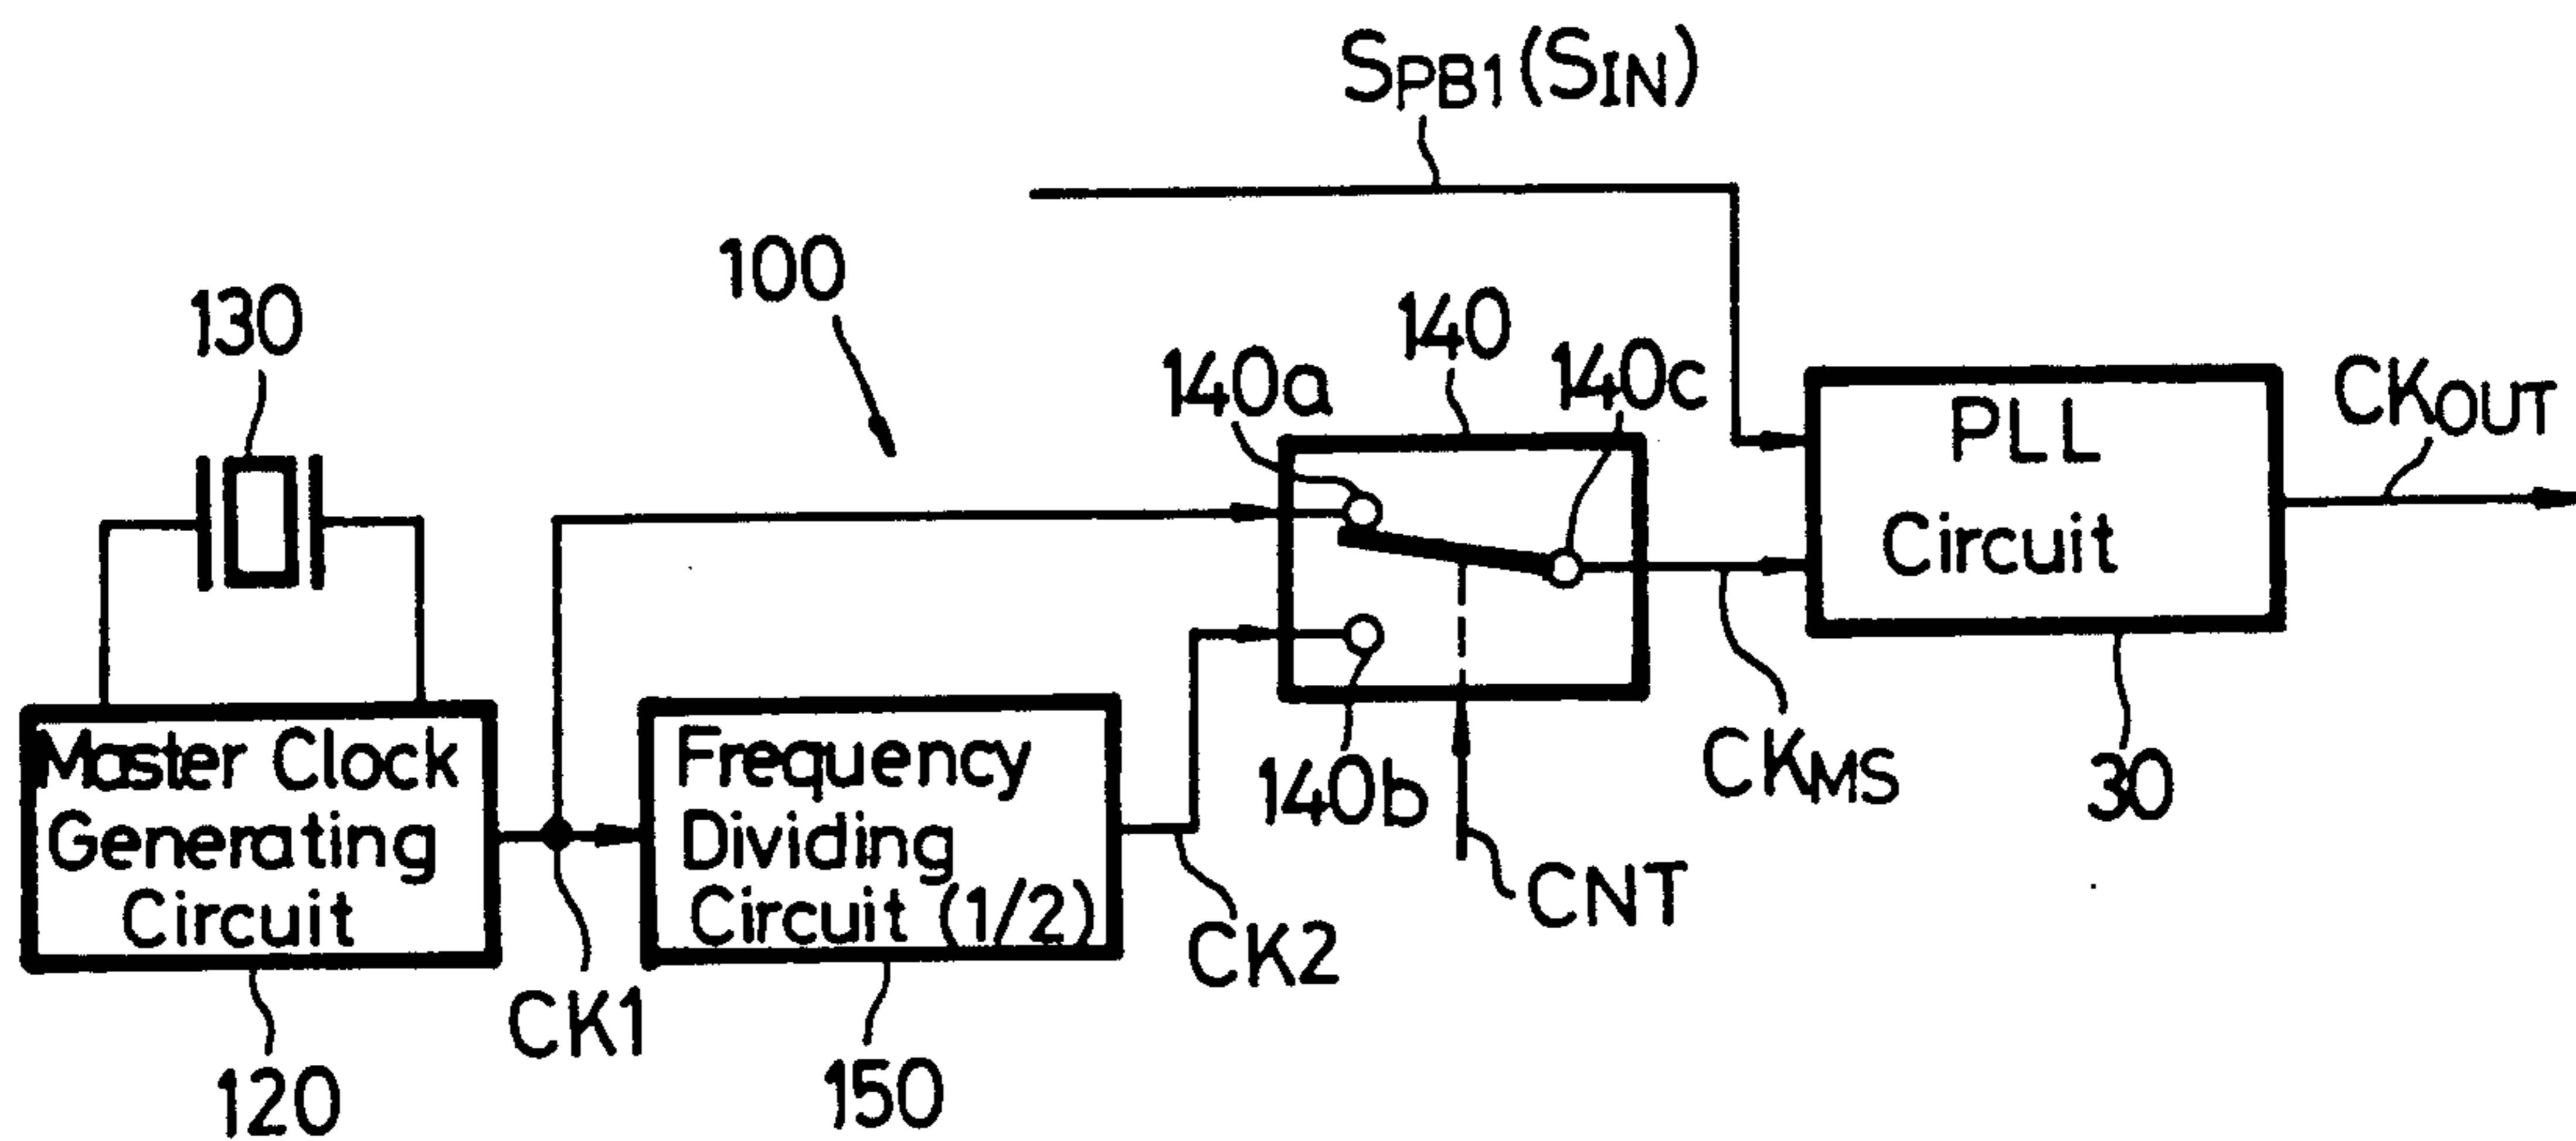 SPB1 (SIN)
100
130
140
140a
140c
CKOUT
PLL
Circuit
Master Clock
Generating
Circuit
Frequency
Dividing
Circuit (1/2)
140b
CKMS
30
CNT
CK2
CK1
150
120